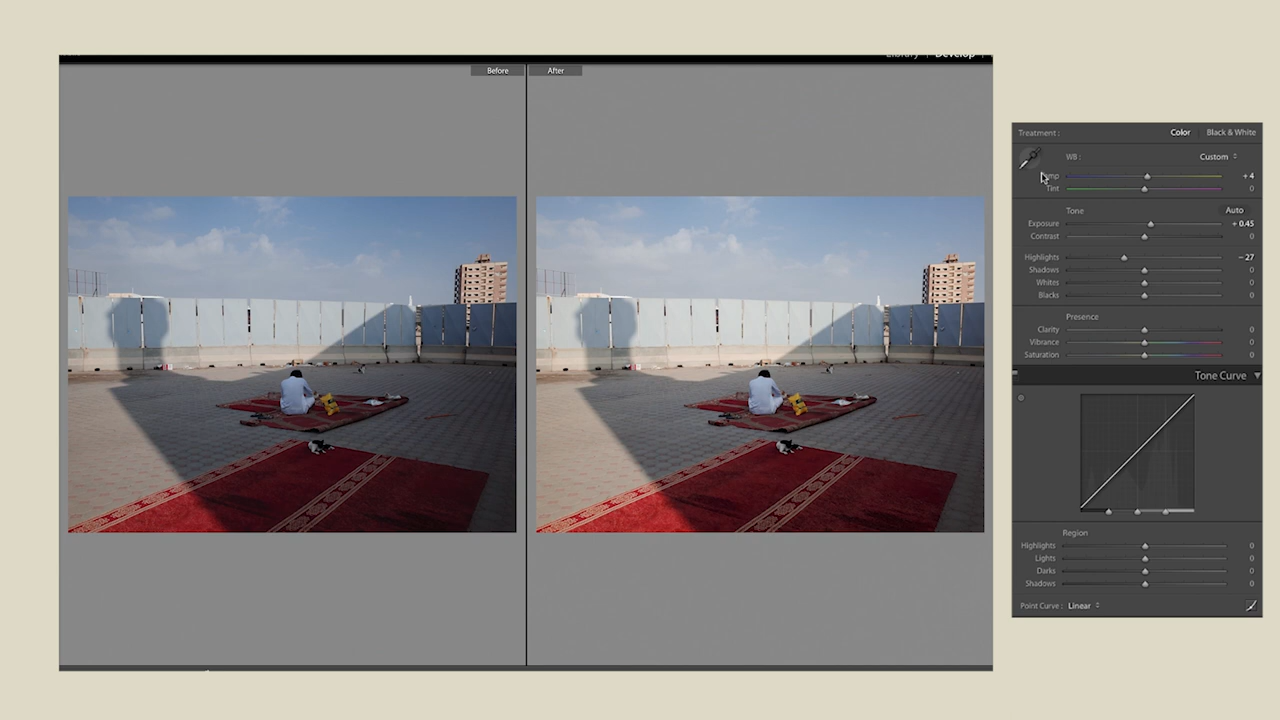 Library | Develop |
Before
After
Treatment : Color | Black & White
WB : Custom
Temp + 4
Tint 0
Tone Auto
Exposure + 0.45
Contrast 0
Highlights − 27
Shadows 0
Whites 0
Blacks 0
Presence
Clarity 0
Vibrance 0
Saturation 0
Tone Curve
Region
Highlights 0
Lights 0
Darks 0
Shadows 0
Point Curve : Linear